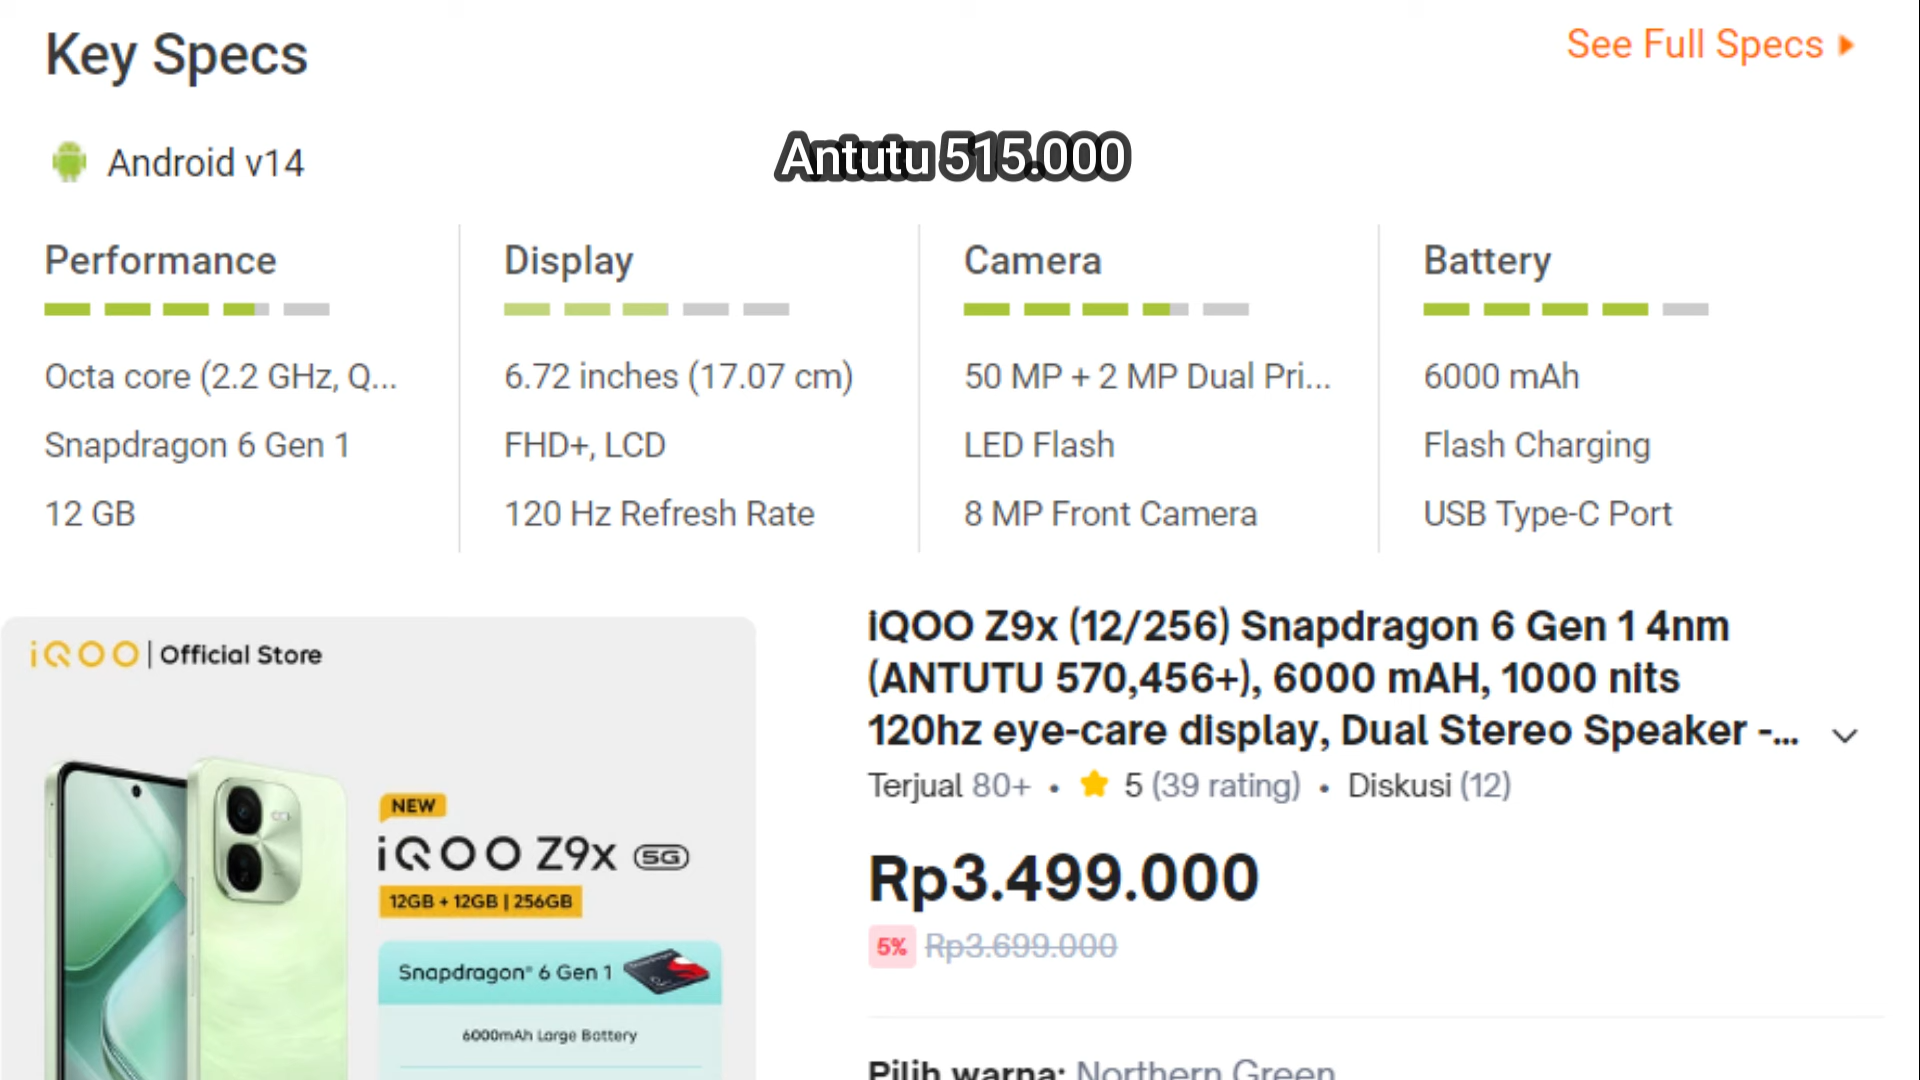 Key Specs
See Full Specs
Android v14
Antutu 515.000
Performance
Octa core (2.2 GHz, Q...
Snapdragon 6 Gen 1
12 GB
Display
6.72 inches (17.07 cm)
FHD+, LCD
120 Hz Refresh Rate
Camera
50 MP + 2 MP Dual Pri...
LED Flash
8 MP Front Camera
Battery
6000 mAh
Flash Charging
USB Type-C Port
iQOO | Official Store
NEW
iQOO Z9x 5G
12GB + 12GB | 256GB
Snapdragon® 6 Gen 1
6000mAh Large Battery
iQOO Z9x (12/256) Snapdragon 6 Gen 1 4nm
(ANTUTU 570,456+), 6000 mAH, 1000 nits
120hz eye-care display, Dual Stereo Speaker -...
Terjual 80+ • 5 (39 rating) • Diskusi (12)
Rp3.499.000
5% Rp3.699.000
Pilih warna: Northern Green